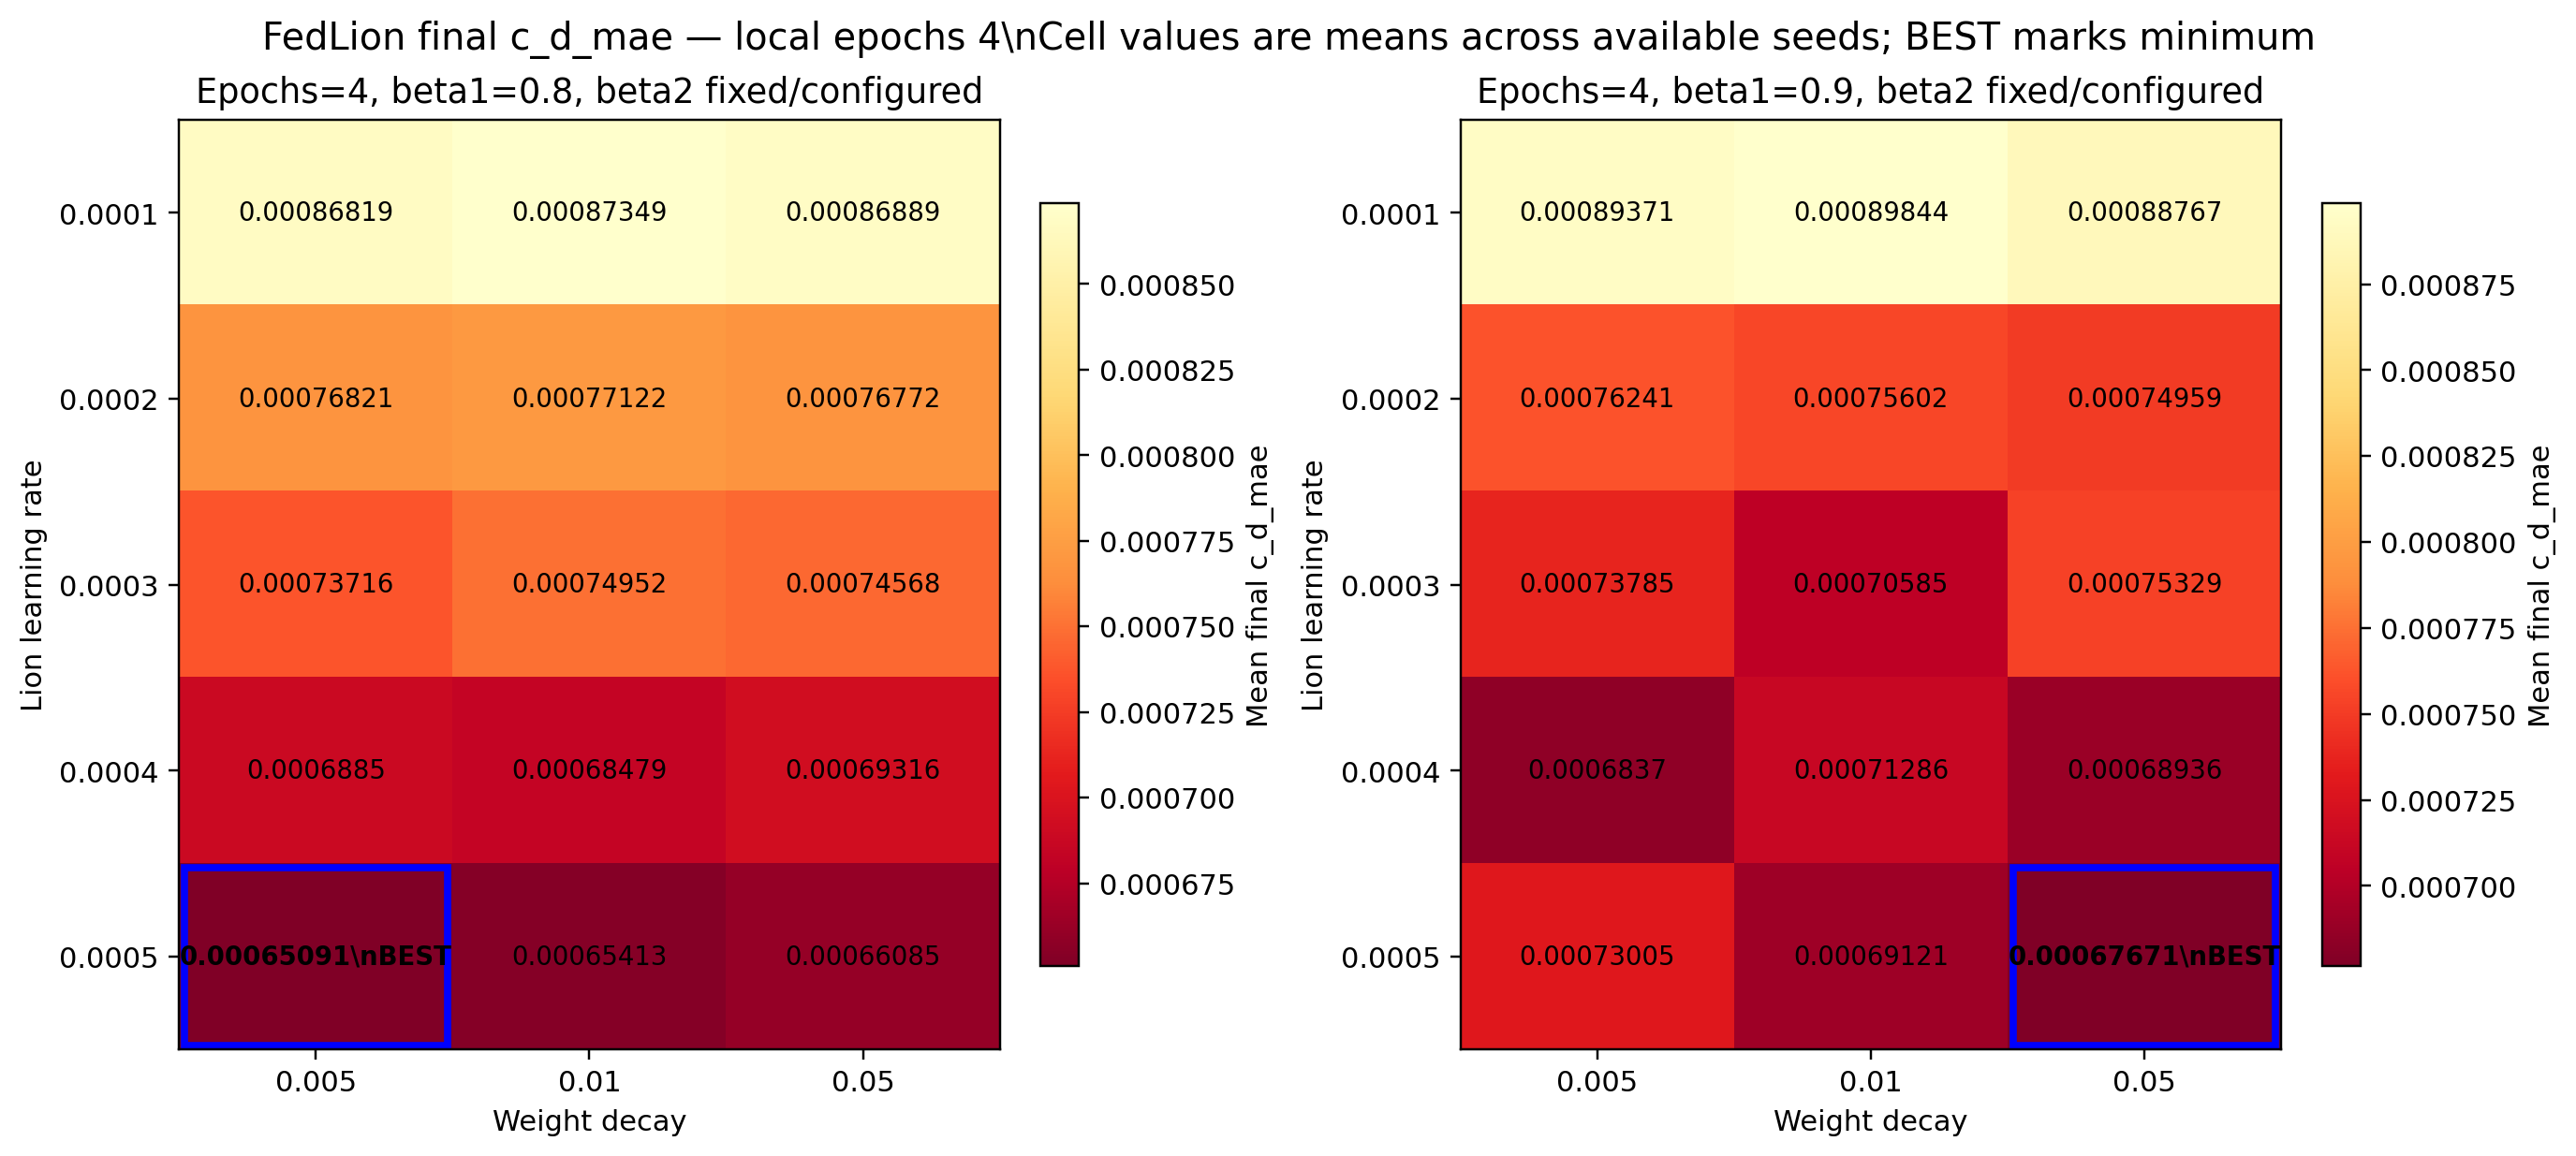 FedLion final c_d_mae — local epochs 4\nCell values are means across available seeds; BEST marks minimum
Epochs=4, beta1=0.8, beta2 fixed/configured
Lion learning rate
0.0001
0.0002
0.0003
0.0004
0.0005
0.00086819 0.00087349 0.00086889
0.00076821 0.00077122 0.00076772
0.00073716 0.00074952 0.00074568
0.0006885 0.00068479 0.00069316
0.00065091\nBEST 0.00065413 0.00066085
0.005 0.01 0.05
Weight decay
0.000850
0.000825
0.000800
0.000775
0.000750
0.000725
0.000700
0.000675
Mean final c_d_mae
Epochs=4, beta1=0.9, beta2 fixed/configured
Lion learning rate
0.0001
0.0002
0.0003
0.0004
0.0005
0.00089371 0.00089844 0.00088767
0.00076241 0.00075602 0.00074959
0.00073785 0.00070585 0.00075329
0.0006837 0.00071286 0.00068936
0.00073005 0.00069121 0.00067671\nBEST
0.005 0.01 0.05
Weight decay
0.000875
0.000850
0.000825
0.000800
0.000775
0.000750
0.000725
0.000700
Mean final c_d_mae